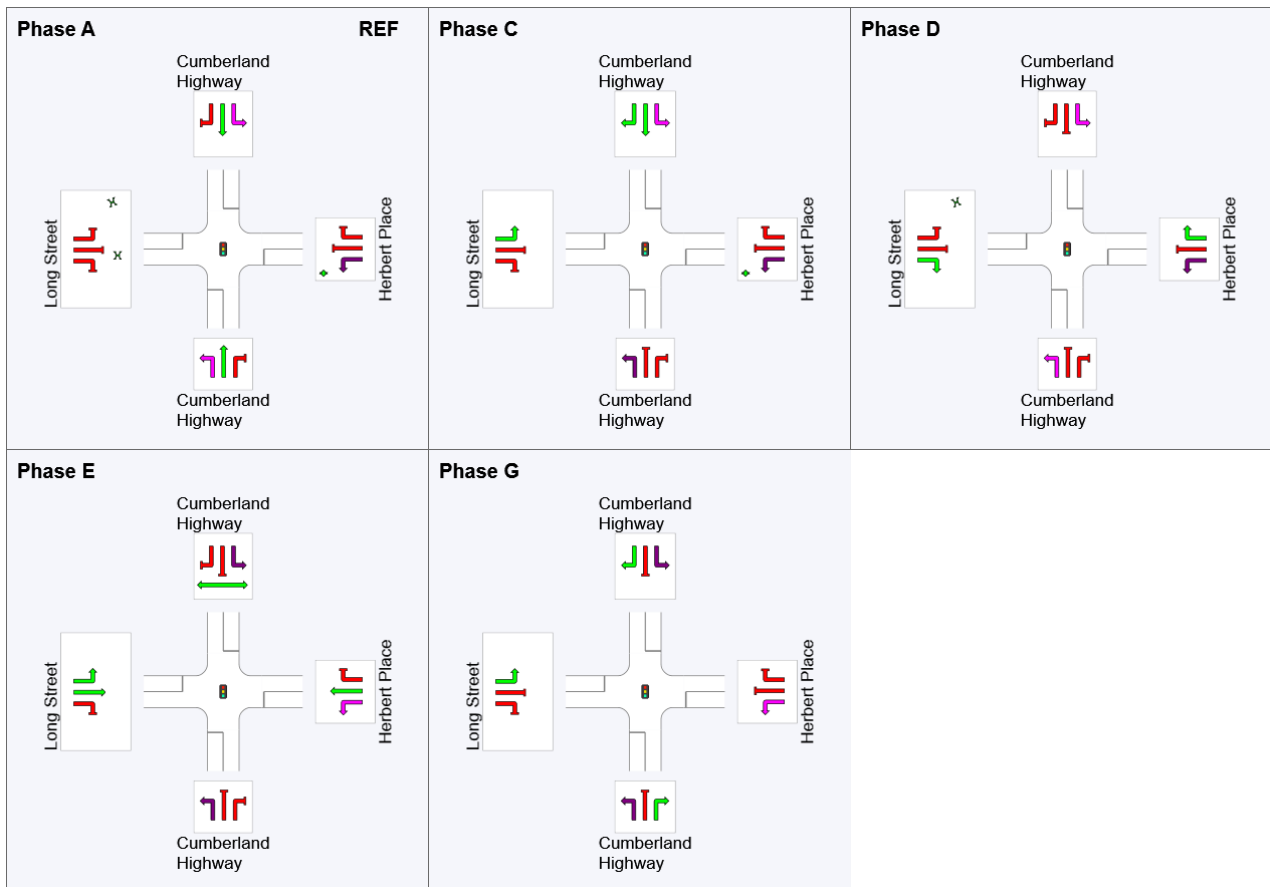 Phase A
REF
Cumberland
Highway
Long Street
Herbert Place
Cumberland
Highway
Phase C
Cumberland
Highway
Long Street
Herbert Place
Cumberland
Highway
Phase D
Cumberland
Highway
Long Street
Herbert Place
Cumberland
Highway
Phase E
Cumberland
Highway
Long Street
Herbert Place
Cumberland
Highway
Phase G
Cumberland
Highway
Long Street
Herbert Place
Cumberland
Highway